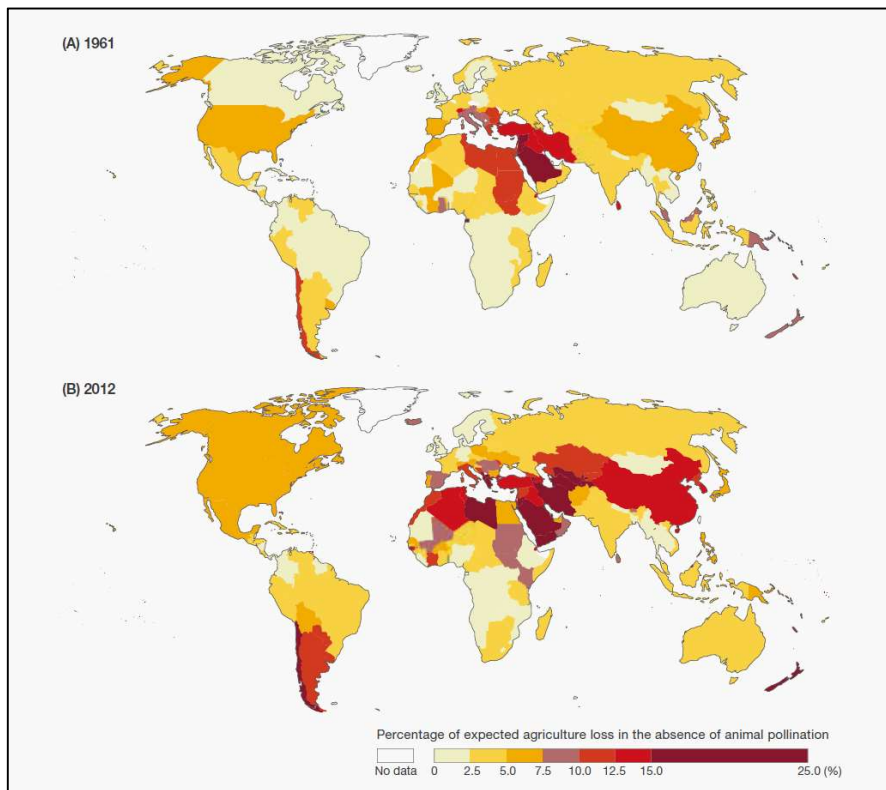 (A) 1961
(B) 2012
Percentage of expected agriculture loss in the absence of animal pollination
No data 0 2.5 5.0 7.5 10.0 12.5 15.0 25.0 (%)